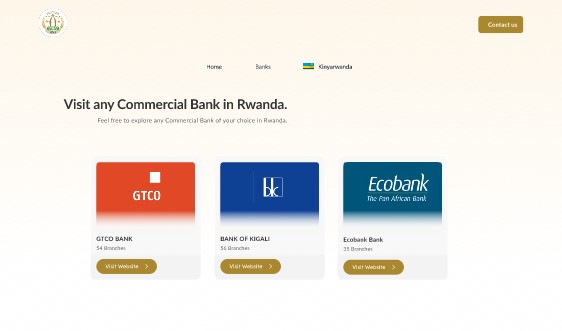 Contact us
Home
Banks
Kinyarwanda
Visit any Commercial Bank in Rwanda.
Feel free to explore any Commercial Bank of your choice in Rwanda.
GTCO
bk
Ecobank
The Pan African Bank
GTCO BANK
54 Branches
Visit Website
BANK OF KIGALI
56 Branches
Visit Website
Ecobank Bank
35 Branches
Visit Website